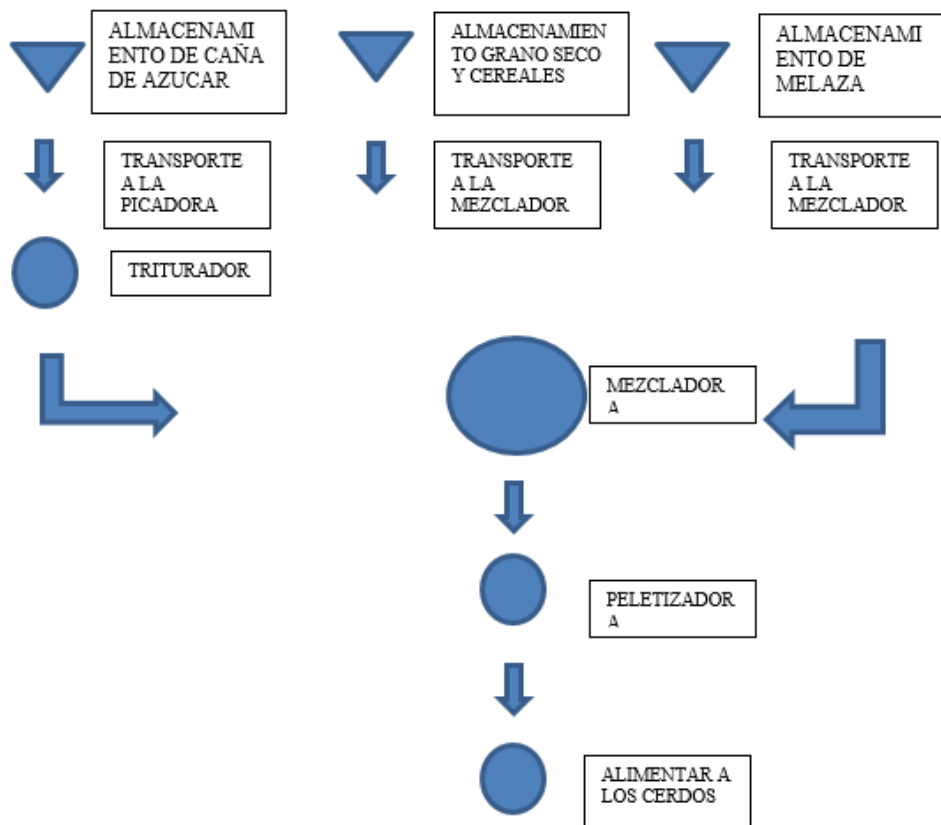 ALMACENAMI
ENTO DE CAÑA
DE AZUCAR
ALMACENAMIEN
TO GRANO SECO
Y CEREALES
ALMACENAMI
ENTO DE
MELAZA
TRANSPORTE
A LA
PICADORA
TRANSPORTE
A LA
MEZCLADOR
TRANSPORTE
A LA
MEZCLADOR
TRITURADOR
MEZCLADOR
A
PELETIZADOR
A
ALIMENTAR A
LOS CERDOS